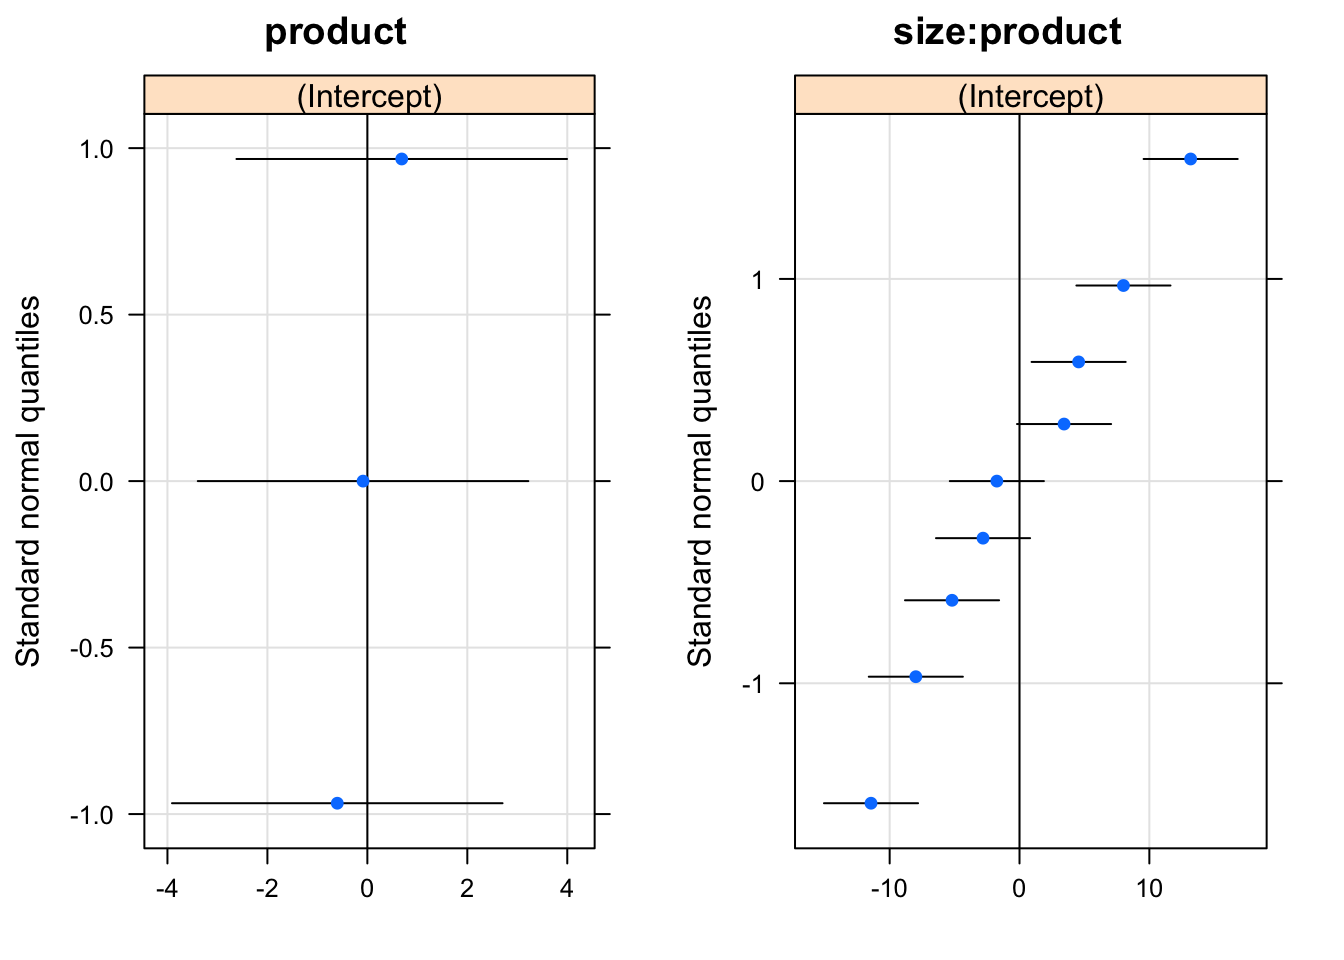 product
(Intercept)
Standard normal quantiles
1.0
0.5
0.0
-0.5
-1.0
-4 -2 0 2 4
size:product
(Intercept)
Standard normal quantiles
1
0
-1
-10 0 10